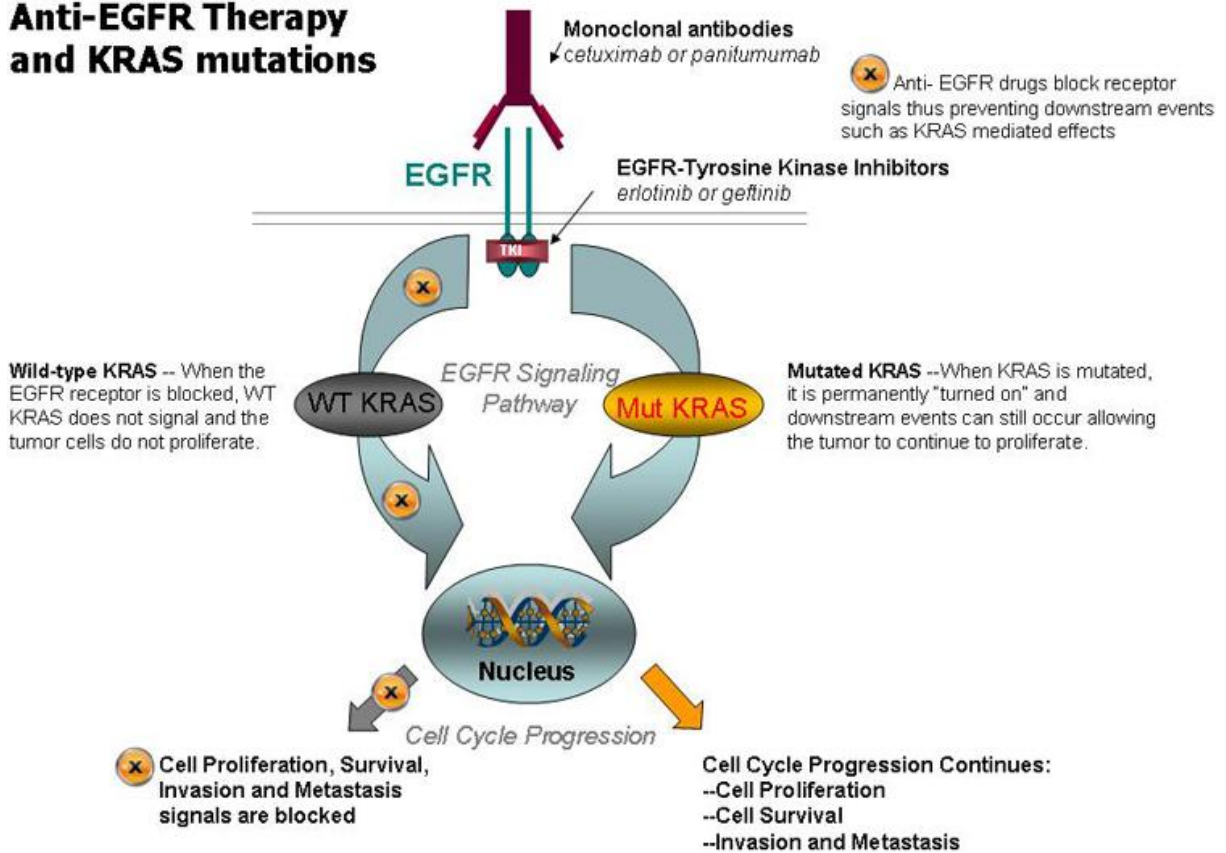 Anti-EGFR Therapy
and KRAS mutations
Monoclonal antibodies
cetuximab or panitumumab
x
Anti- EGFR drugs block receptor
signals thus preventing downstream events
such as KRAS mediated effects
EGFR
EGFR-Tyrosine Kinase Inhibitors
erlotinib or geftinib
TKI
x
Wild-type KRAS -- When the
EGFR receptor is blocked, WT
KRAS does not signal and the
tumor cells do not proliferate.
WT KRAS
EGFR Signaling
Pathway
Mut KRAS
Mutated KRAS --When KRAS is mutated,
it is permanently "turned on" and
downstream events can still occur allowing
the tumor to continue to proliferate.
x
Nucleus
x
Cell Cycle Progression
x
Cell Proliferation, Survival,
Invasion and Metastasis
signals are blocked
Cell Cycle Progression Continues:
--Cell Proliferation
--Cell Survival
--Invasion and Metastasis